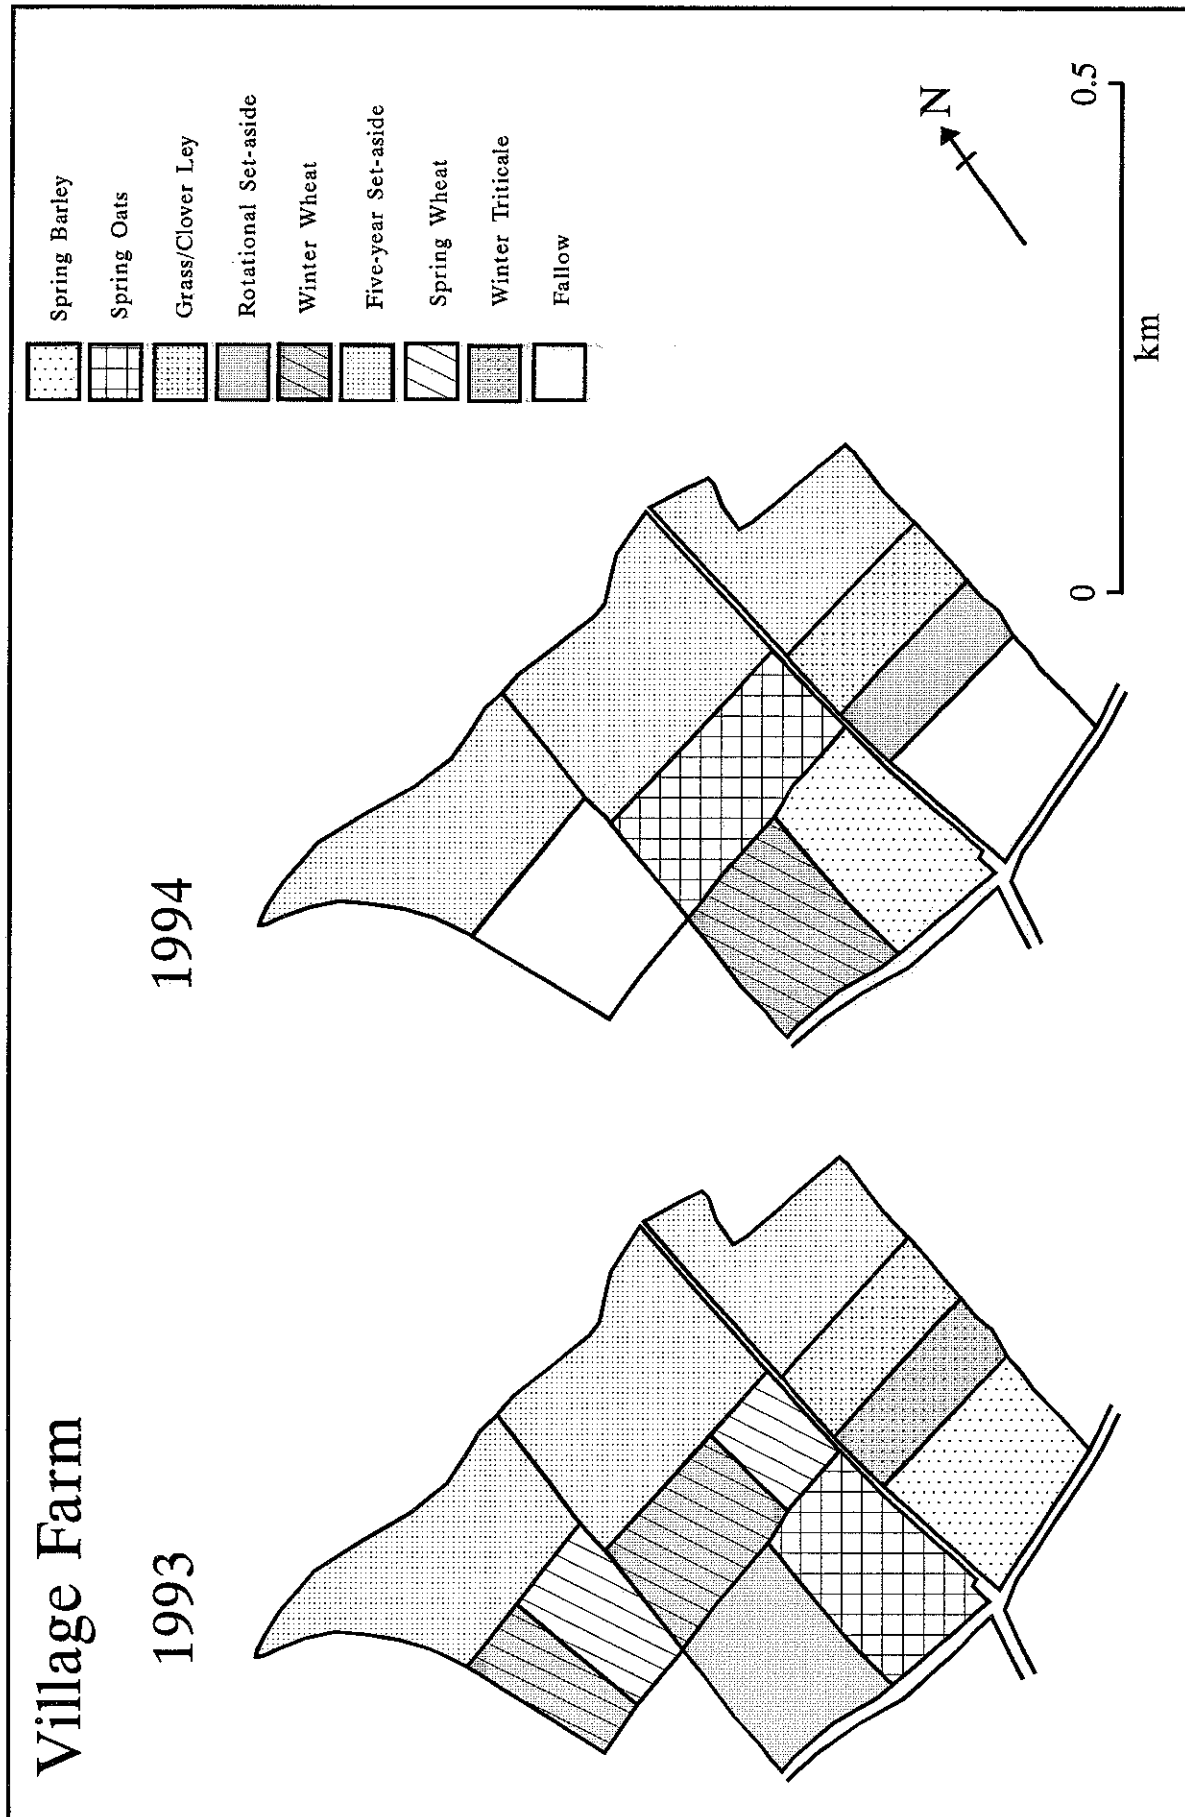 Village Farm
1993
1994
Spring Barley
Spring Oats
Grass/Clover Ley
Rotational Set-aside
Winter Wheat
Five-year Set-aside
Spring Wheat
Winter Triticale
Fallow
N
0
0.5
km